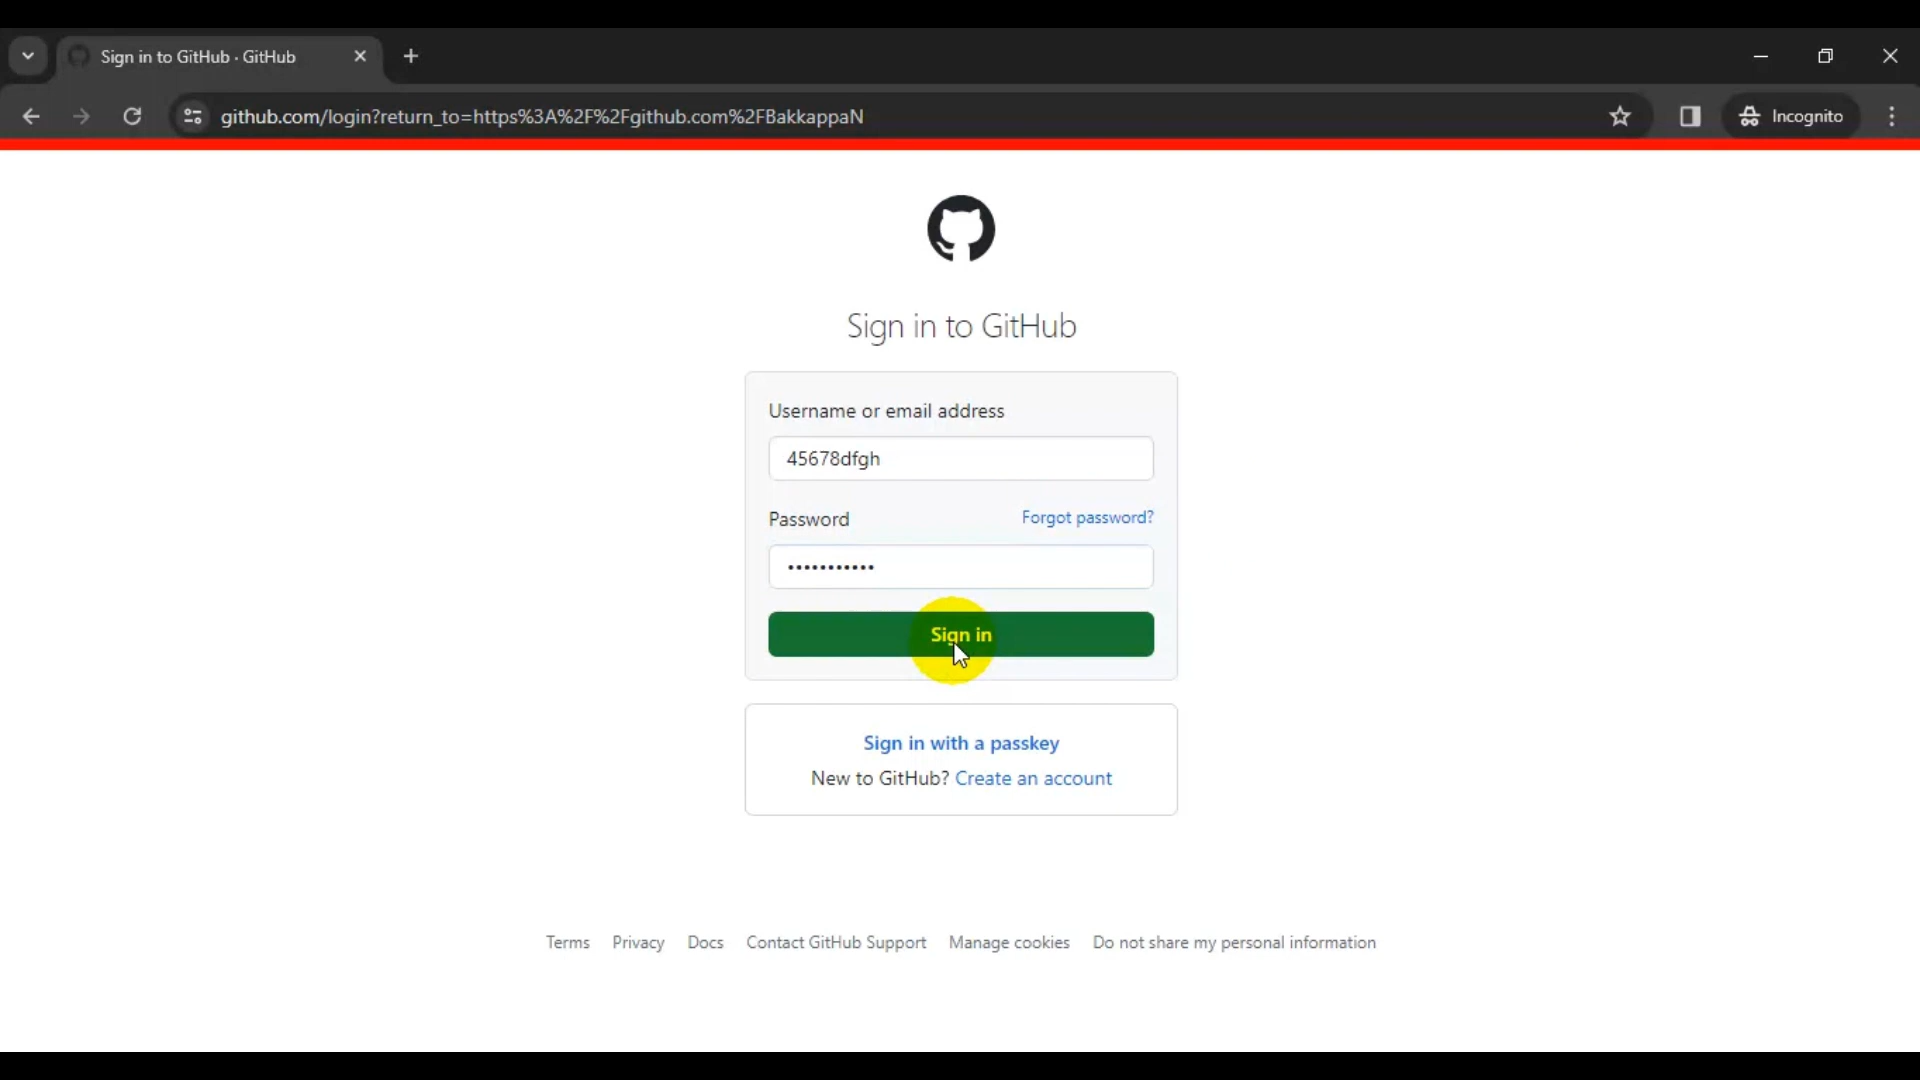 Sign in to GitHub · GitHub
github.com/login?return_to=https%3A%2F%2Fgithub.com%2FBakkappaN
Incognito
Sign in to GitHub
Username or email address
45678dfgh
Password
Forgot password?
•••••••••••
Sign in
Sign in with a passkey
New to GitHub? Create an account
Terms Privacy Docs Contact GitHub Support Manage cookies Do not share my personal information